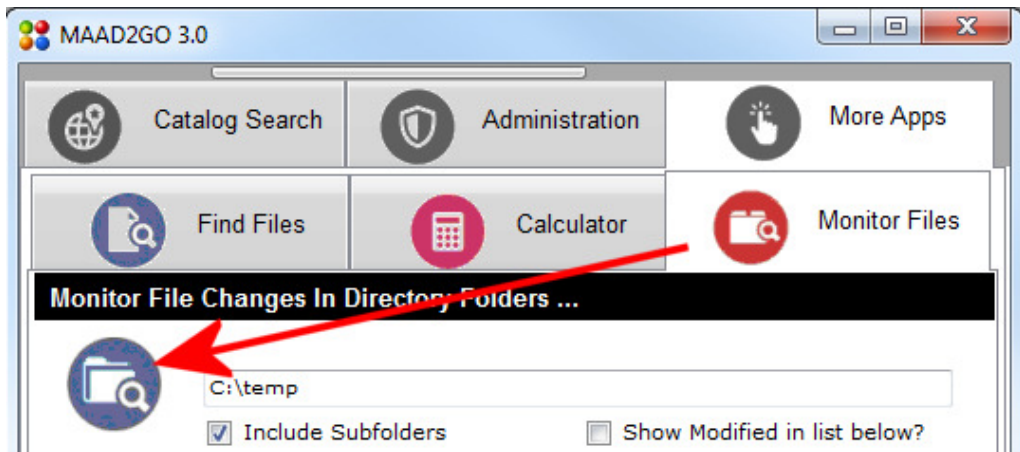 MAAD2GO 3.0
Catalog Search
Administration
More Apps
Find Files
Calculator
Monitor Files
Monitor File Changes In Directory Folders ...
C:\temp
Include Subfolders
Show Modified in list below?